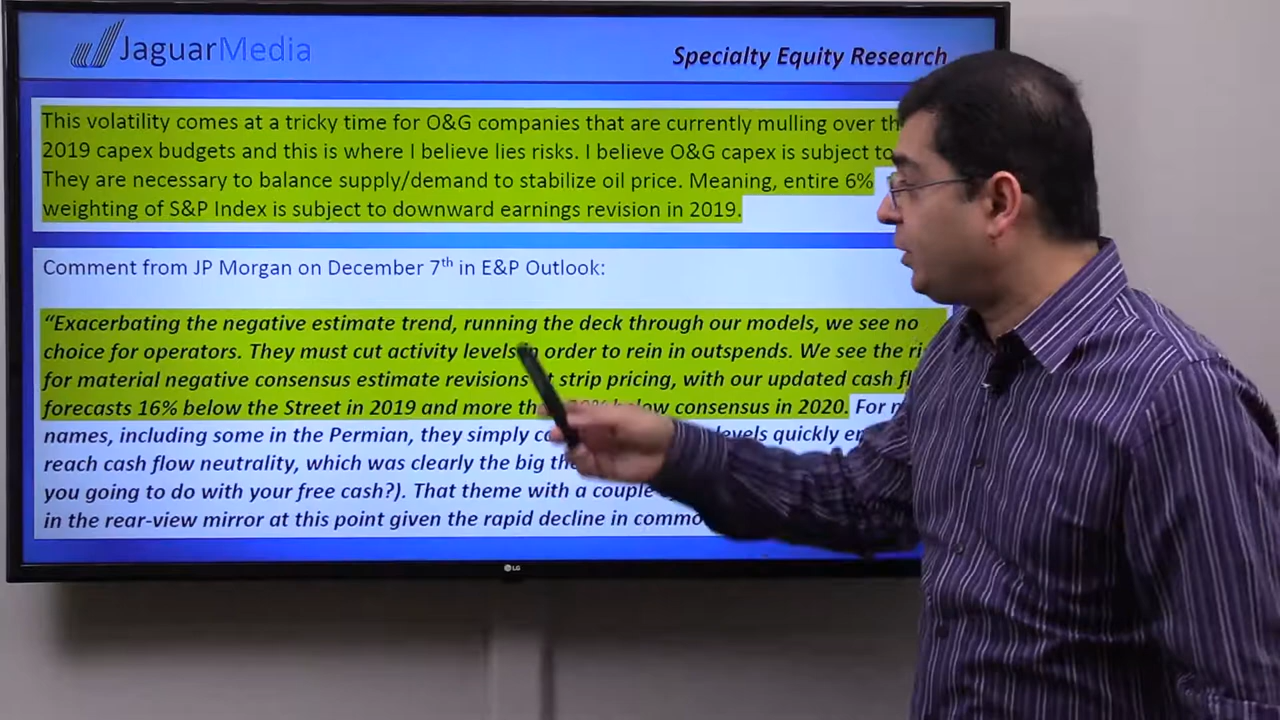 JaguarMedia
Specialty Equity Research
This volatility comes at a tricky time for O&G companies that are currently mulling over
2019 capex budgets and this is where I believe lies risks. I believe O&G capex is subject to
They are necessary to balance supply/demand to stabilize oil price. Meaning, entire 6%
weighting of S&P Index is subject to downward earnings revision in 2019.
Comment from JP Morgan on December 7th in E&P Outlook:
“Exacerbating the negative estimate trend, running the deck through our models, we see no
choice for operators. They must cut activity levels order to rein in outspends. We see the
for material negative consensus estimate revisions strip pricing, with our updated cash
forecasts 16% below the Street in 2019 and more below consensus in 2020. For
names, including some in the Permian, they simply levels quickly
reach cash flow neutrality, which was clearly the big
you going to do with your free cash?). That theme with a couple
in the rear-view mirror at this point given the rapid decline in
LG